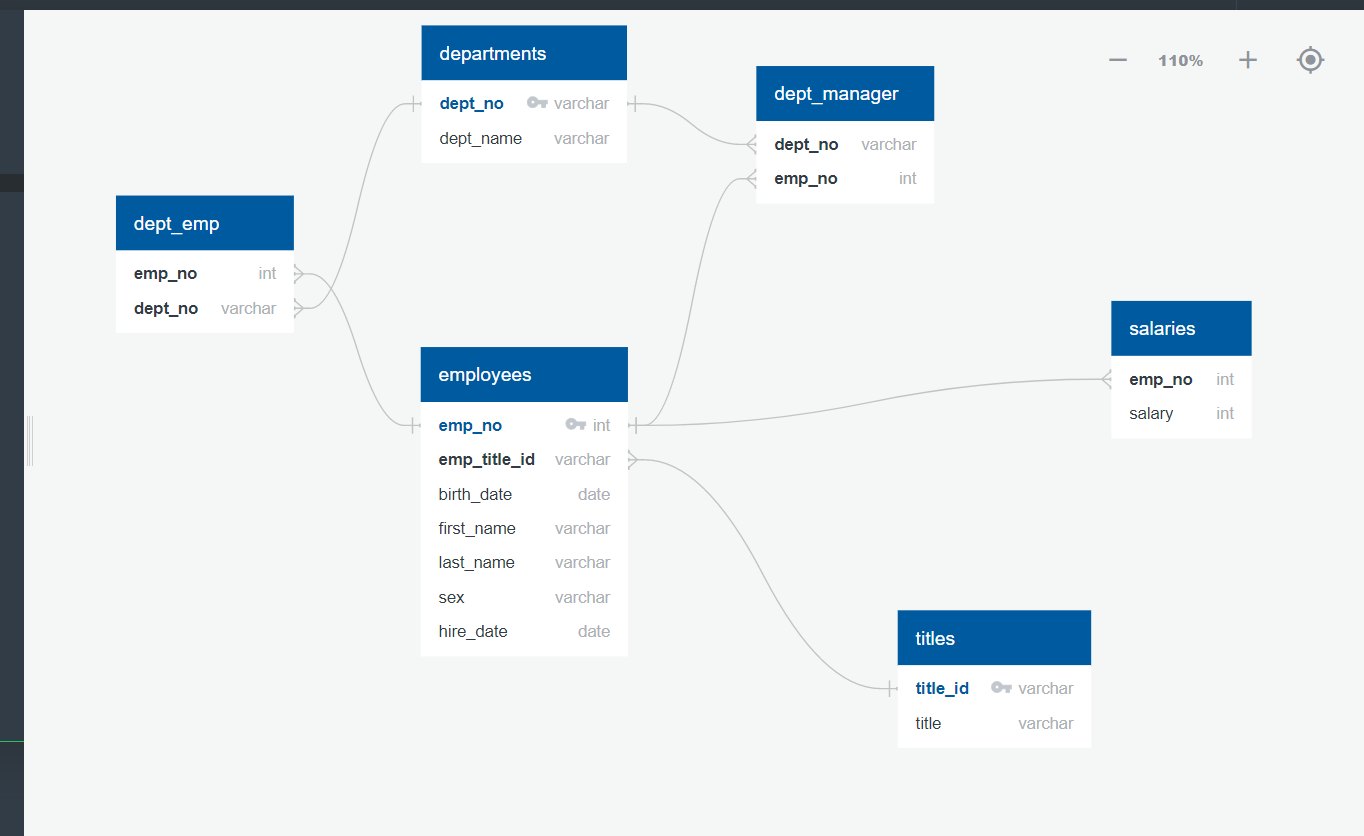 departments
dept_no varchar
dept_name varchar
110%
dept_manager
dept_no varchar
emp_no int
dept_emp
emp_no int
dept_no varchar
employees
emp_no int
emp_title_id varchar
birth_date date
first_name varchar
last_name varchar
sex varchar
hire_date date
salaries
emp_no int
salary int
titles
title_id varchar
title varchar